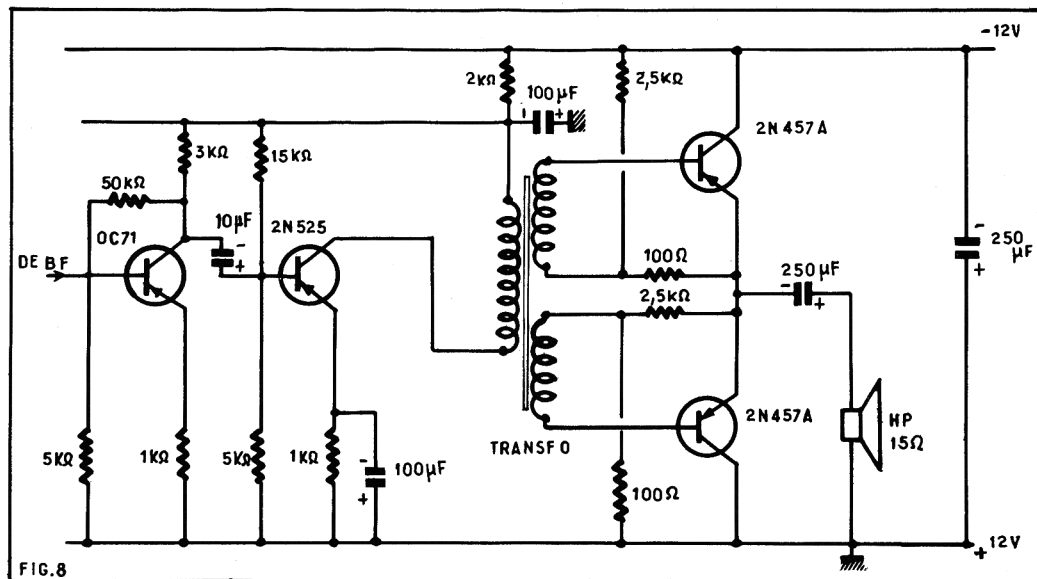 -12V
2KΩ
100µF
- +
2,5KΩ
2N457A
3KΩ
15KΩ
50KΩ
10µF
-
+
OC71
2N525
DE BF
100Ω
2,5KΩ
250µF
- +
-
250
µF
+
2N457A
TRANSFO
HP
15Ω
5KΩ
1KΩ
5KΩ
1KΩ
-
100µF
+
100Ω
+12V
FIG.8